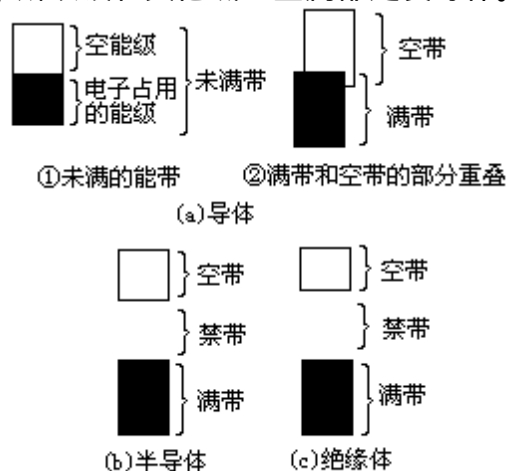 空能级
电子占用
的能级
未满带
空带
满带
①未满的能带
②满带和空带的部分重叠
(a)导体
空带
禁带
满带
空带
禁带
满带
(b)半导体
(c)绝缘体